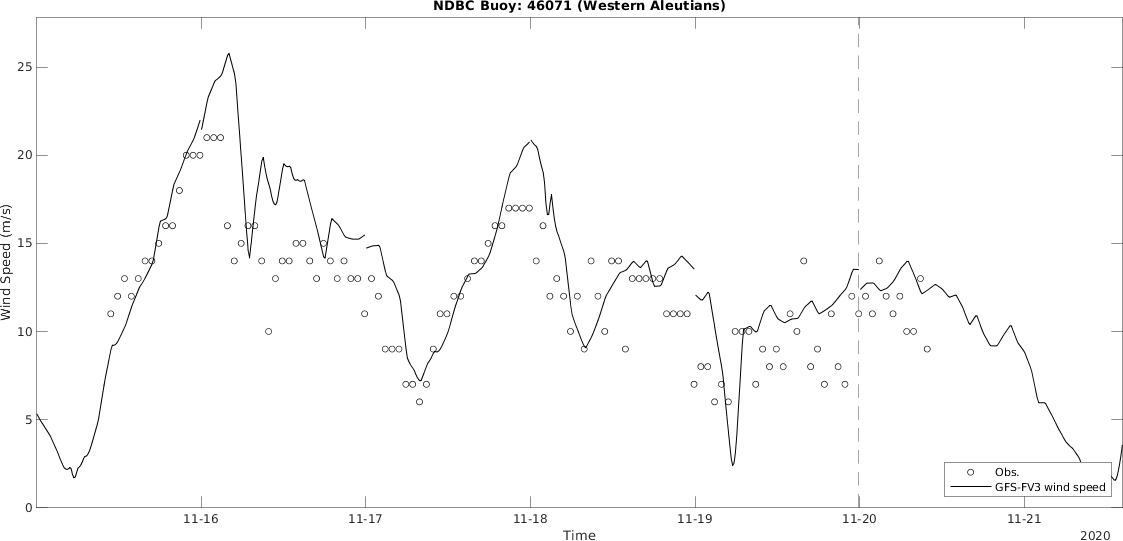 NDBC Buoy: 46071 (Western Aleutians)
25
20
15
10
5
0
Wind Speed (m/s)
11-16 11-17 11-18 11-19 11-20 11-21
Time
2020
Obs.
GFS-FV3 wind speed